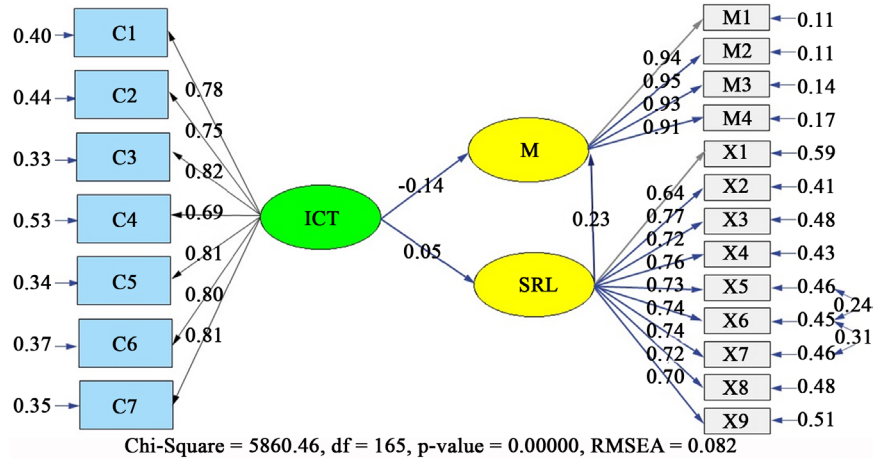 0.40 C1
0.44 C2
0.33 C3
0.53 C4
0.34 C5
0.37 C6
0.35 C7
0.78
0.75
0.82
0.69
0.81
0.80
0.81
ICT
-0.14
0.05
M
SRL
0.23
0.94
0.95
0.93
0.91
0.64
0.77
0.72
0.76
0.73
0.74
0.74
0.72
0.70
M1 0.11
M2 0.11
M3 0.14
M4 0.17
X1 0.59
X2 0.41
X3 0.48
X4 0.43
X5 0.46
X6 0.45
X7 0.46
X8 0.48
X9 0.51
0.24
0.31
Chi-Square = 5860.46, df = 165, p-value = 0.00000, RMSEA = 0.082